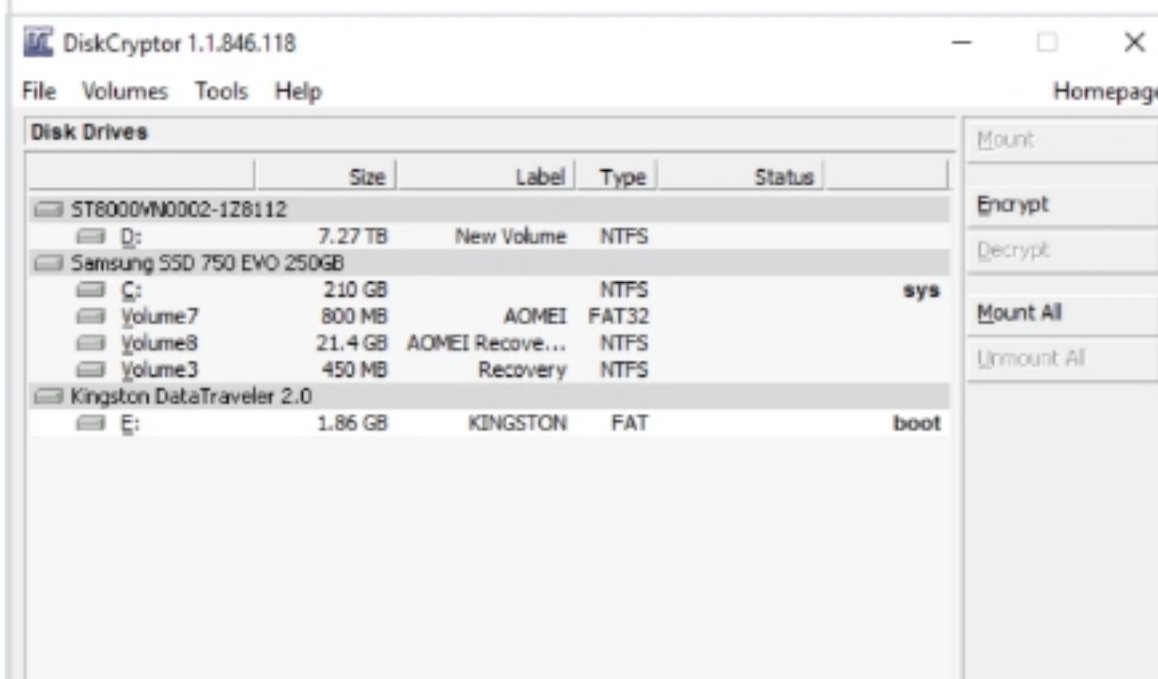 DiskCryptor 1.1.846.118
File Volumes Tools Help Homepage
Disk Drives
Size Label Type Status
ST8000VN0002-1Z8112
D: 7.27 TB New Volume NTFS
Samsung SSD 750 EVO 250GB
C: 210 GB NTFS sys
Volume7 800 MB AOMEI FAT32
Volume8 21.4 GB AOMEI Recove... NTFS
Volume3 450 MB Recovery NTFS
Kingston DataTraveler 2.0
E: 1.86 GB KINGSTON FAT boot
Mount
Encrypt
Decrypt
Mount All
Unmount All